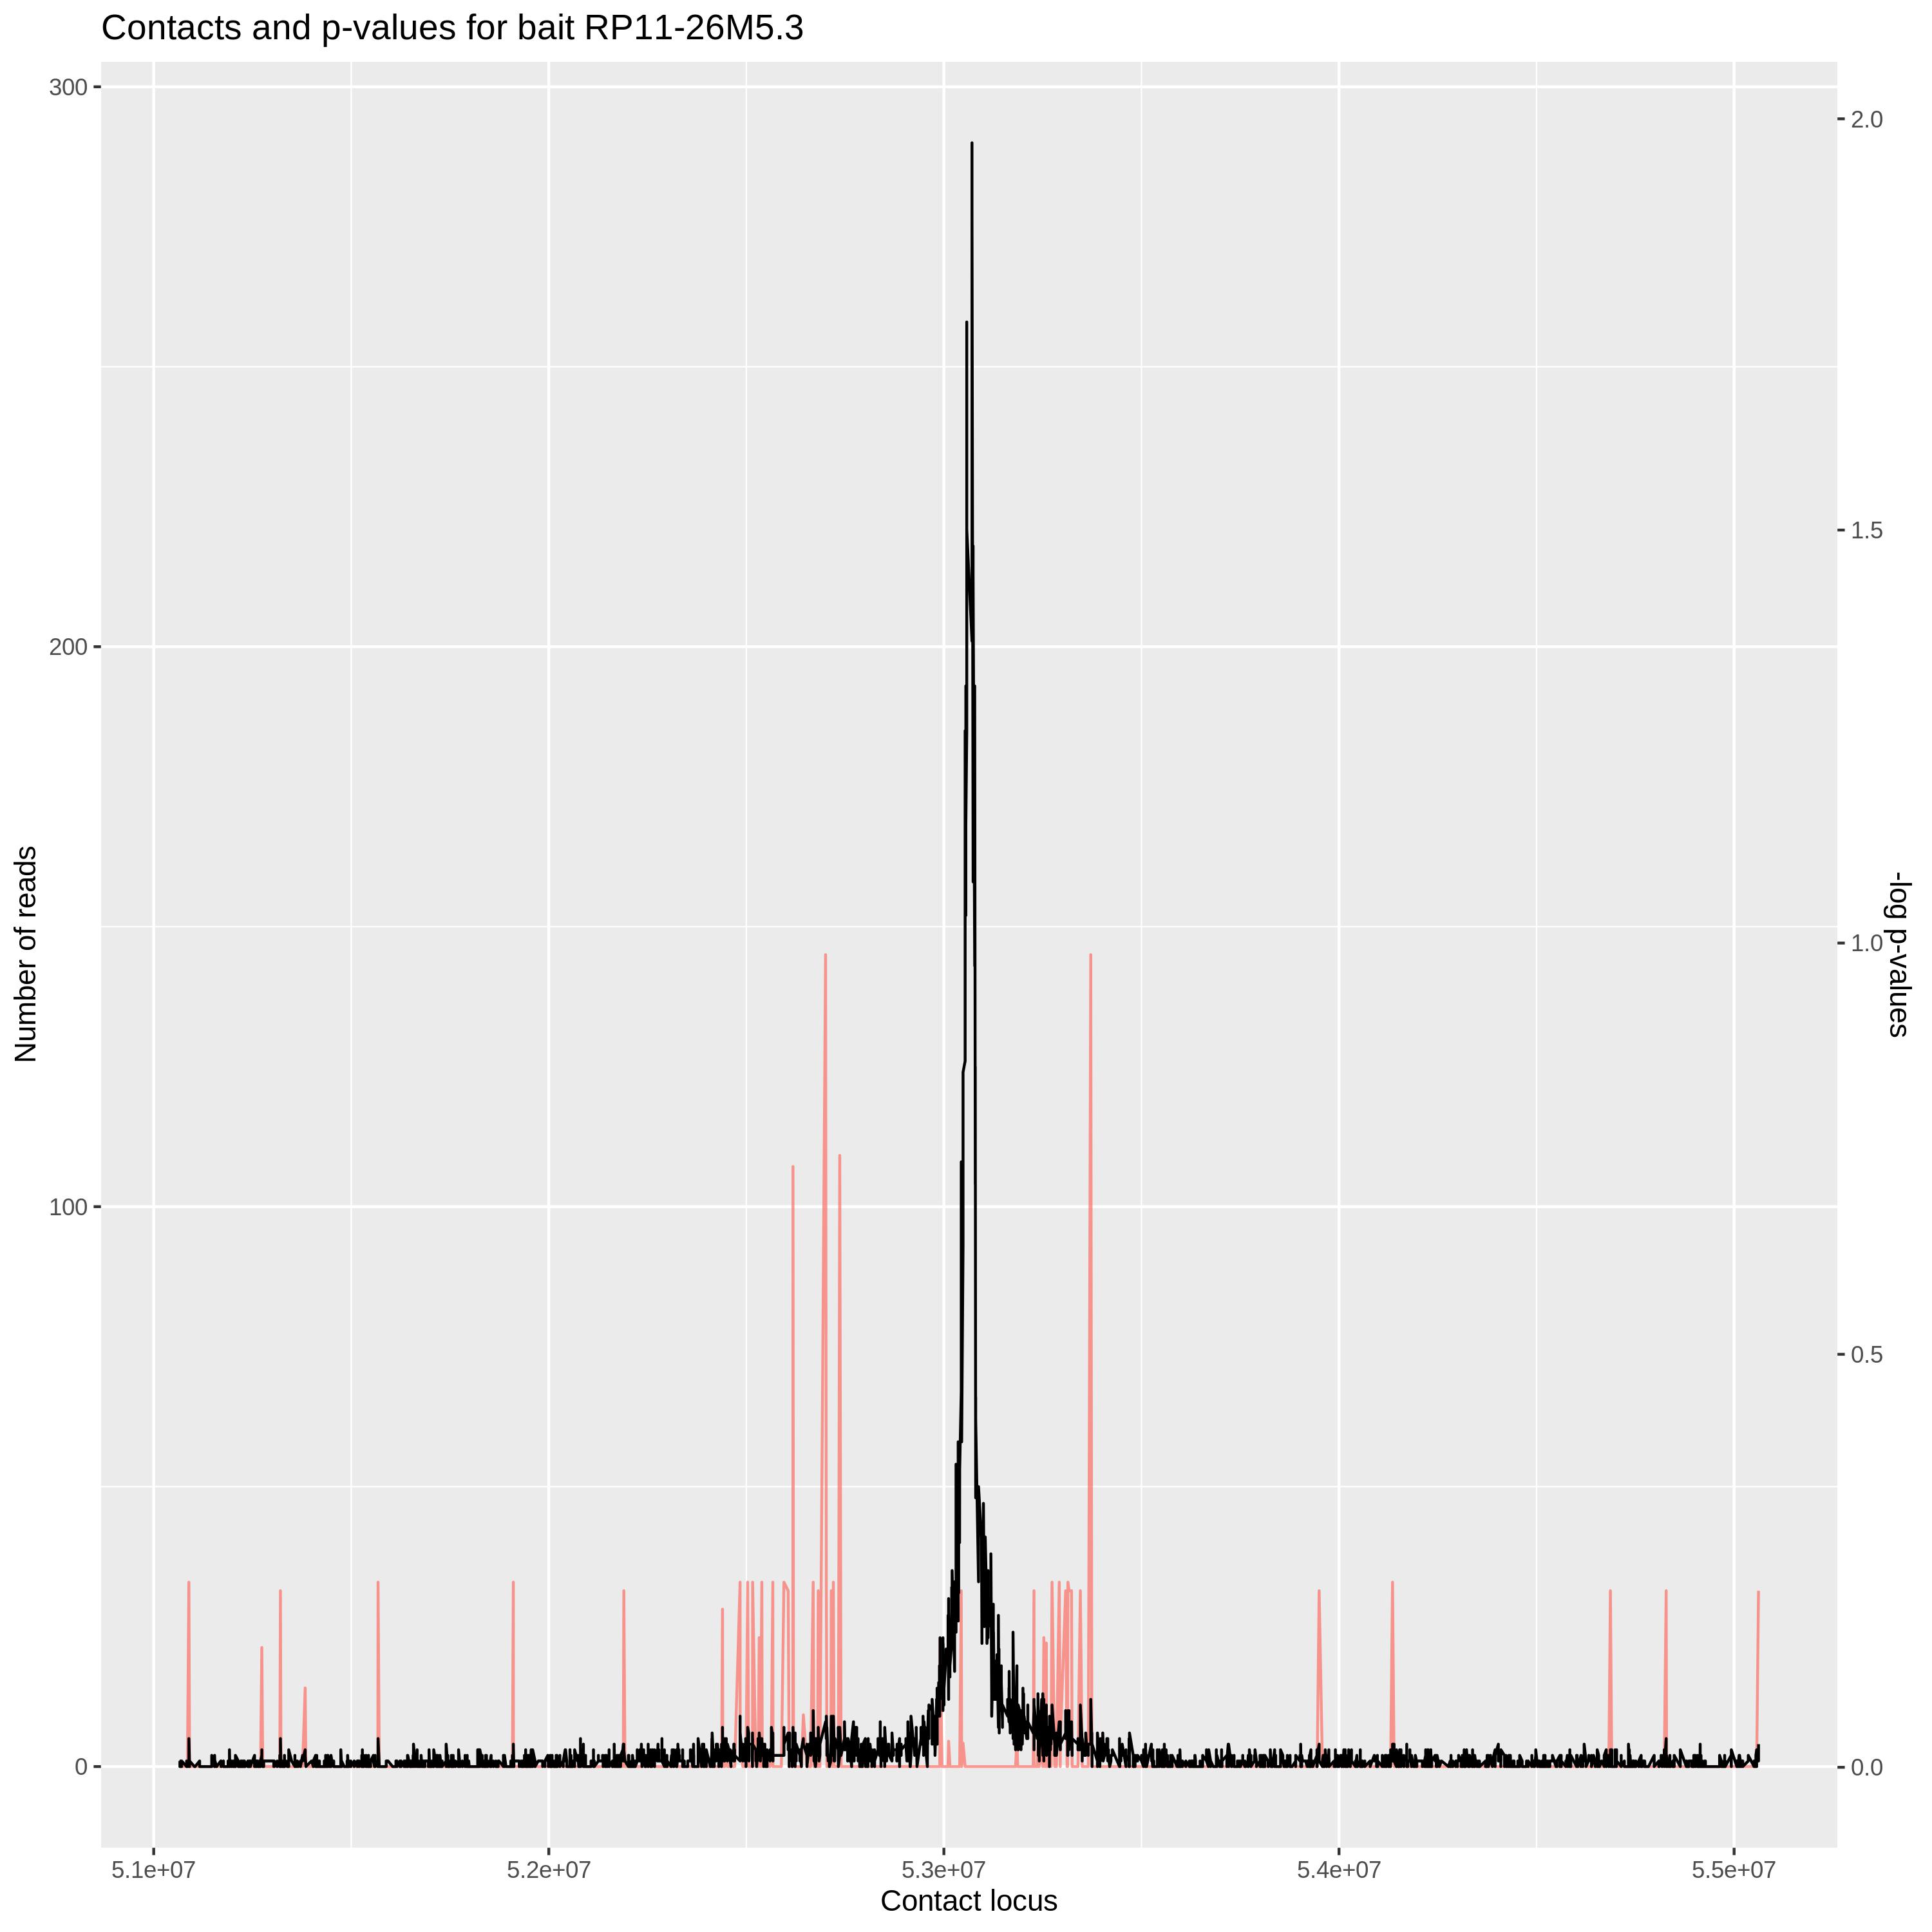 Contacts and p-values for bait RP11-26M5.3
300
200
100
0
Number of reads
2.0
1.5
1.0
0.5
0.0
-log p-values
5.1e+07
5.2e+07
5.3e+07
5.4e+07
5.5e+07
Contact locus